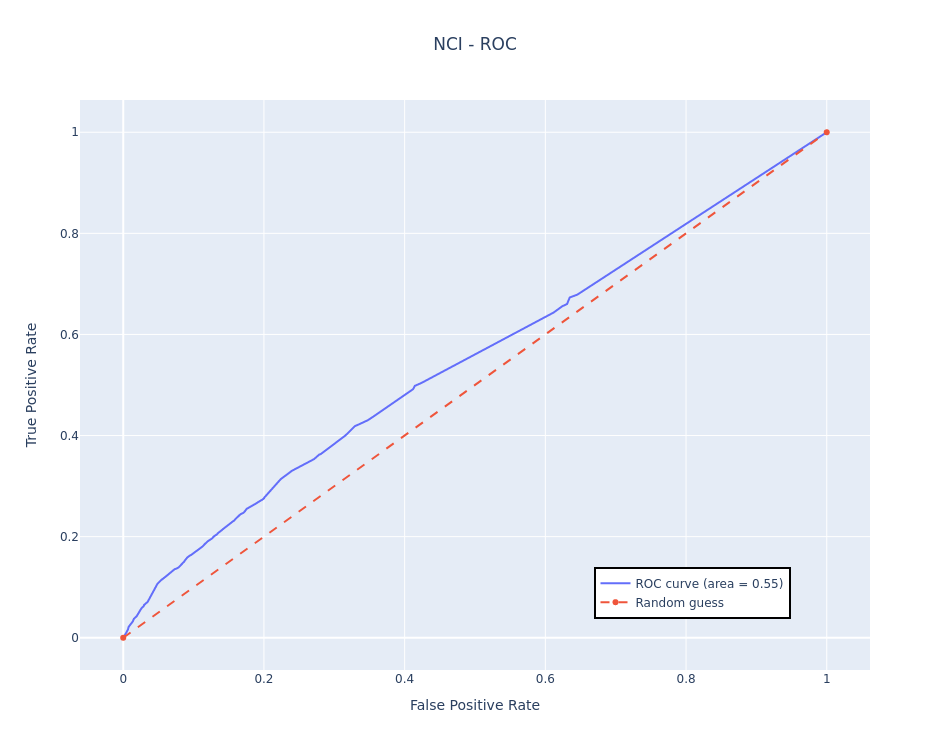 NCI - ROC
True Positive Rate
1
0.8
0.6
0.4
0.2
0
0 0.2 0.4 0.6 0.8 1
False Positive Rate
ROC curve (area = 0.55)
Random guess